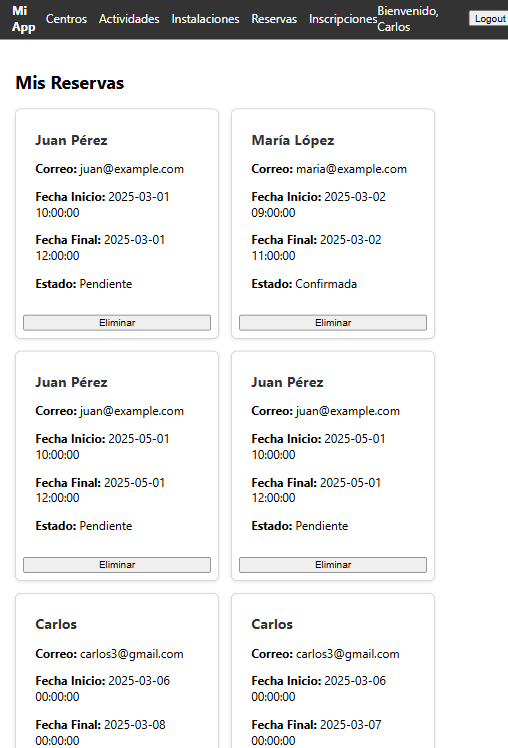 Mi App Centros Actividades Instalaciones Reservas Inscripciones Bienvenido, Carlos Logout
Mis Reservas
Juan Pérez
Correo: juan@example.com
Fecha Inicio: 2025-03-01
10:00:00
Fecha Final: 2025-03-01
12:00:00
Estado: Pendiente
Eliminar
María López
Correo: maria@example.com
Fecha Inicio: 2025-03-02
09:00:00
Fecha Final: 2025-03-02
11:00:00
Estado: Confirmada
Eliminar
Juan Pérez
Correo: juan@example.com
Fecha Inicio: 2025-05-01
10:00:00
Fecha Final: 2025-05-01
12:00:00
Estado: Pendiente
Eliminar
Juan Pérez
Correo: juan@example.com
Fecha Inicio: 2025-05-01
10:00:00
Fecha Final: 2025-05-01
12:00:00
Estado: Pendiente
Eliminar
Carlos
Correo: carlos3@gmail.com
Fecha Inicio: 2025-03-06
00:00:00
Fecha Final: 2025-03-08
00:00:00
Carlos
Correo: carlos3@gmail.com
Fecha Inicio: 2025-03-06
00:00:00
Fecha Final: 2025-03-07
00:00:00